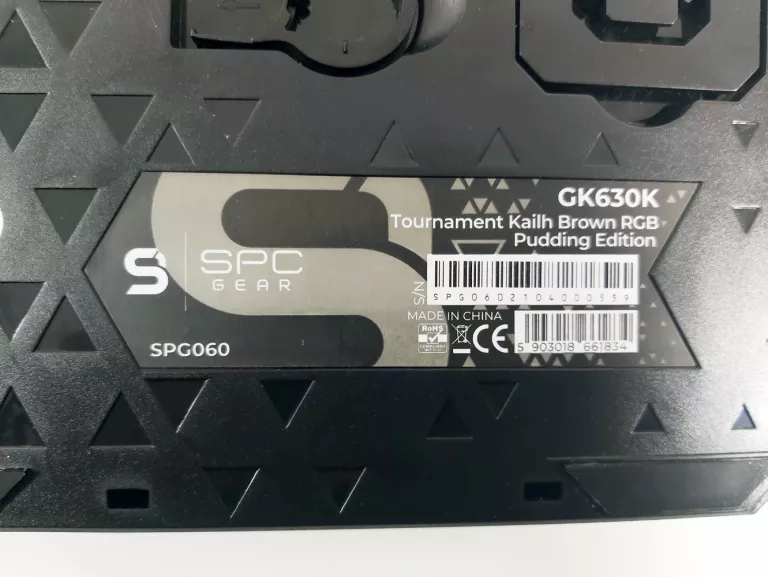 GK630K
Tournament Kailh Brown RGB
Pudding Edition
S SPC
GEAR
S/N
SPG0602104000339
MADE IN CHINA
RoHS
CE
5 903018 661834
SPG060